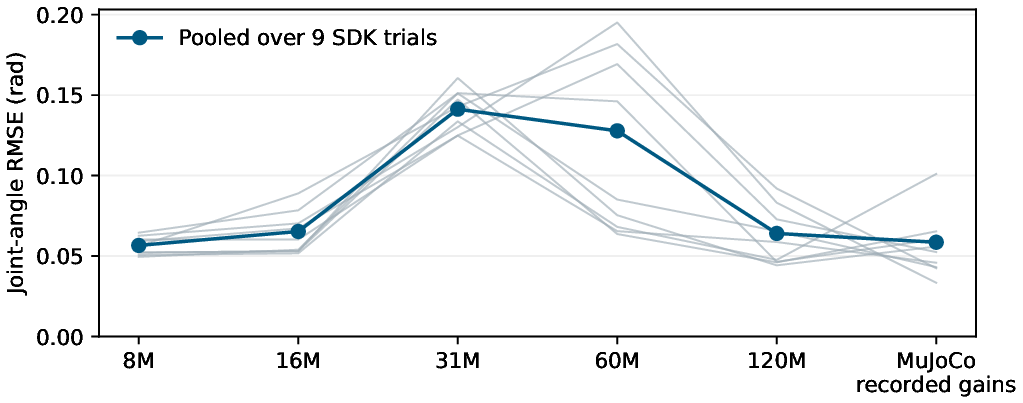 Pooled over 9 SDK trials
Joint-angle RMSE (rad)
0.20
0.15
0.10
0.05
0.00
8M
16M
31M
60M
120M
MuJoCo
recorded gains